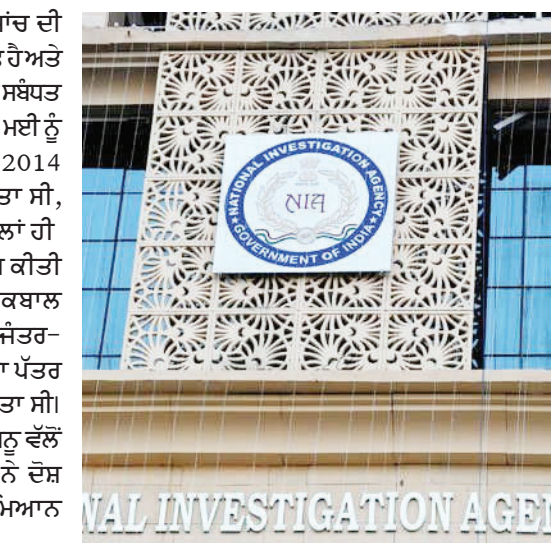 ਾਂਚ ਦੀ
ਹੈ ਅਤੇ
ਸਬੰਧਤ
ਮਈ ਨੂੰ
2014
ਤਾ ਸੀ,
ਲਾਂ ਹੀ
ਕੀਤੀ
ਕਬਾਲ
ਜੰਤਰ-
ਾ ਪੱਤਰ
ਤਾ ਸੀ।
ਨੂ ਵੱਲੋਂ
ਨੇ ਦੋਸ਼
ਮਿਆਨ
NATIONAL INVESTIGATION AGENCY
NIA
GOVERNMENT OF INDIA
NAL INVESTIGATION AGEN